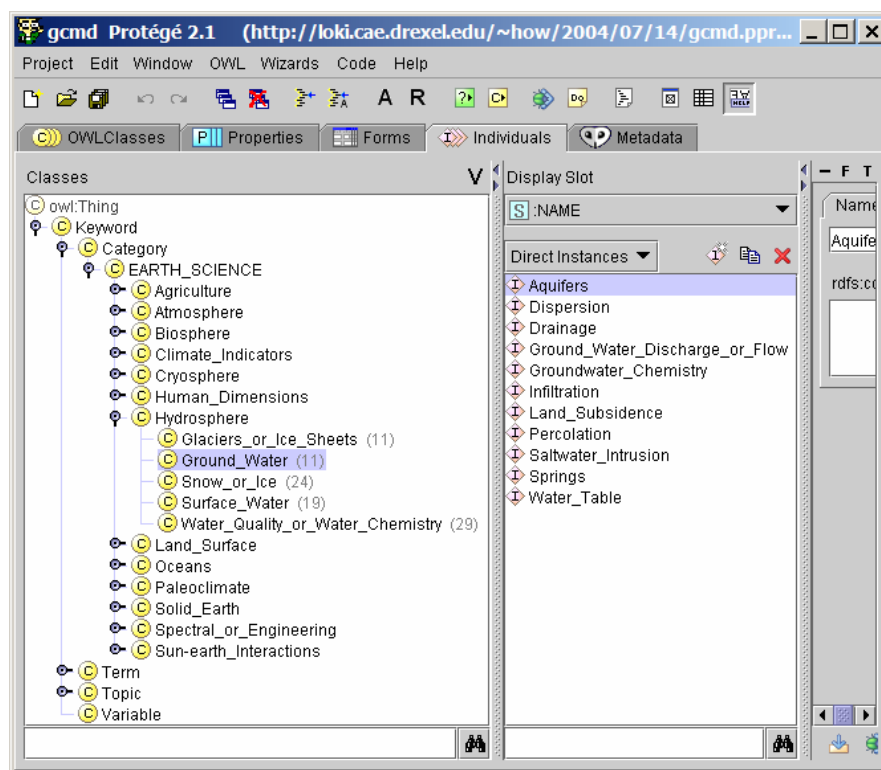 gcmd Protégé 2.1 (http://loki.cae.drexel.edu/~how/2004/07/14/gcmd.ppr...
Project Edit Window OWL Wizards Code Help
OWLClasses Properties Forms Individuals Metadata
Classes V
owl:Thing
Keyword
Category
EARTH_SCIENCE
Agriculture
Atmosphere
Biosphere
Climate_Indicators
Cryosphere
Human_Dimensions
Hydrosphere
Glaciers_or_Ice_Sheets (11)
Ground_Water (11)
Snow_or_Ice (24)
Surface_Water (19)
Water_Quality_or_Water_Chemistry (29)
Land_Surface
Oceans
Paleoclimate
Solid_Earth
Spectral_or_Engineering
Sun-earth_Interactions
Term
Topic
Variable
Display Slot
S :NAME
Direct Instances
Aquifers
Dispersion
Drainage
Ground_Water_Discharge_or_Flow
Groundwater_Chemistry
Infiltration
Land_Subsidence
Percolation
Saltwater_Intrusion
Springs
Water_Table
F T
Name
Aquife
rdfs:co